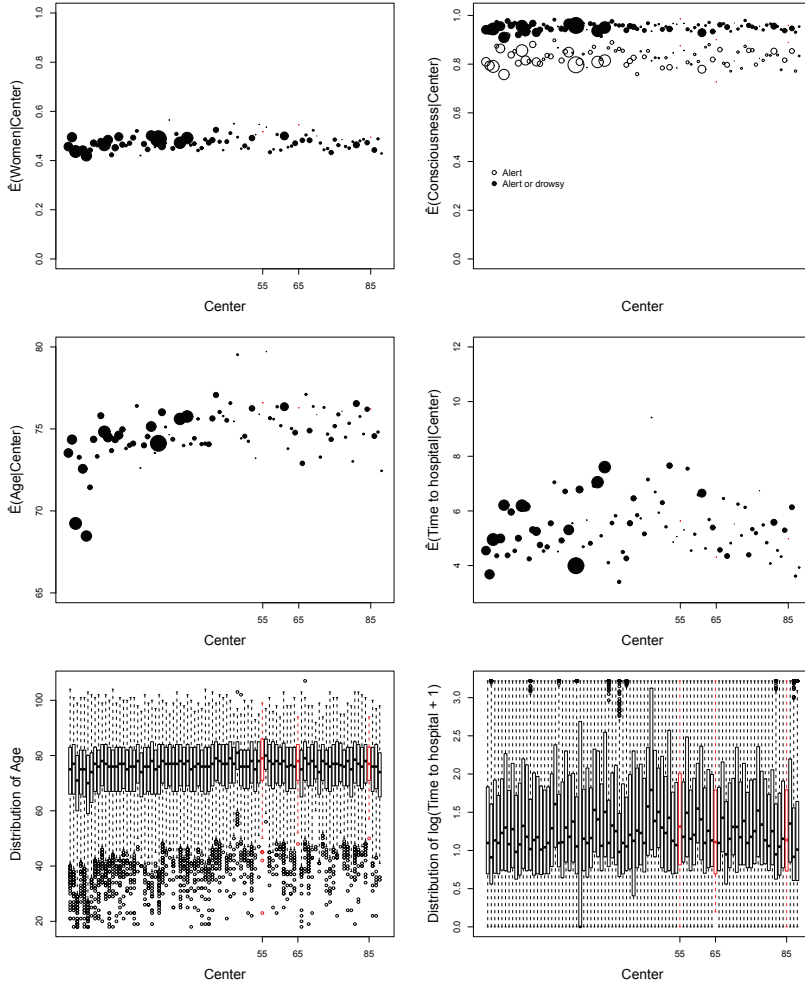 1.0
0.8
0.6
0.4
0.2
0.0
Ê(Women|Center)
55 65 85
Center
1.0
0.8
0.6
0.4
0.2
0.0
Ê(Consciousness|Center)
Alert
Alert or drowsy
55 65 85
Center
80
75
70
65
Ê(Age|Center)
55 65 85
Center
12
10
8
6
4
Ê(Time to hospital|Center)
55 65 85
Center
100
80
60
40
20
Distribution of Age
55 65 85
Center
3.0
2.5
2.0
1.5
1.0
0.5
0.0
Distribution of log(Time to hospital + 1)
55 65 85
Center